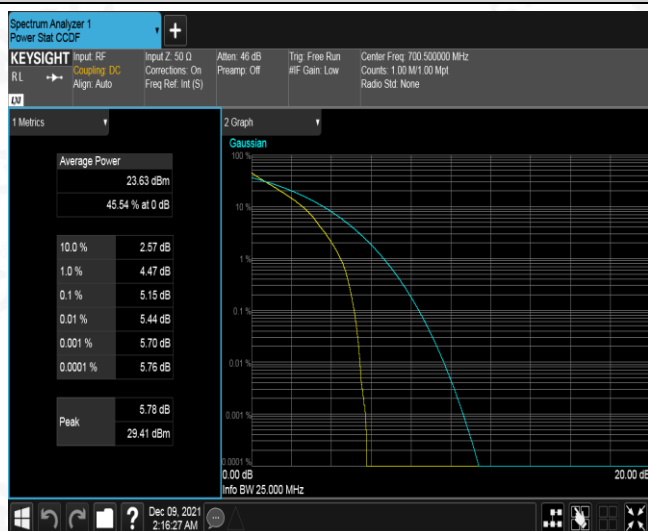 Spectrum Analyzer 1
Power Stat CCDF
+
KEYSIGHT
RL
LXI
Input: RF
Coupling: DC
Align: Auto
Input Z: 50 Ω
Corrections: On
Freq Ref: Int (S)
Atten: 46 dB
Preamp: Off
Trig: Free Run
#IF Gain: Low
Center Freq: 700.500000 MHz
Counts: 1.00 M/1.00 Mpt
Radio Std: None
1 Metrics
Average Power
23.63 dBm
45.54 % at 0 dB
10.0 % 2.57 dB
1.0 % 4.47 dB
0.1 % 5.15 dB
0.01 % 5.44 dB
0.001 % 5.70 dB
0.0001 % 5.76 dB
Peak
5.78 dB
29.41 dBm
2 Graph
Gaussian
100 %
10 %
1 %
0.1 %
0.01 %
0.001 %
0.0001 %
0.00 dB
20.00 dB
Info BW 25.000 MHz
?
Dec 09, 2021
2:16:27 AM